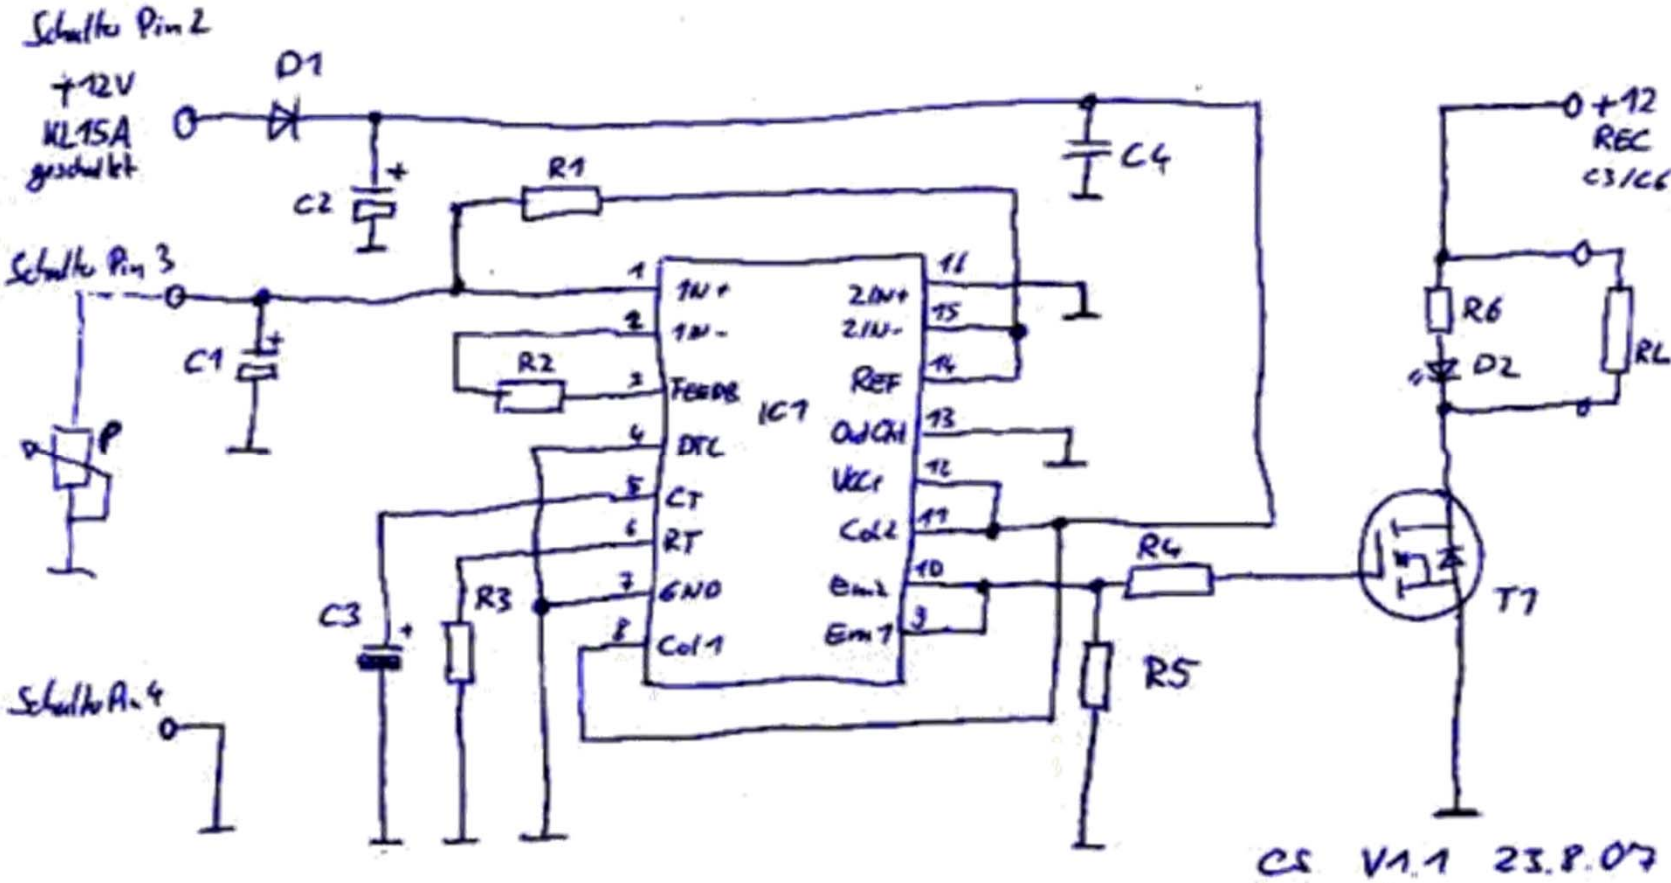 Schalter Pin 2
+12V
KL15A
geschaltet
D1
C2
+
R1
C4
+12
REC
C3/C6
Schalter Pin 3
C1
+
P
R2
IC1
1 1N+
2 1N-
3 FEEDB
4 DTC
5 CT
6 RT
7 GND
8 Col1
2IN+ 16
2IN- 15
REF 14
OutCtrl 13
Vcc1 12
Col2 11
Em2 10
Em1 9
R6
D2
RL
R4
T1
C3
+
R3
R5
Schalter Pin 4
CS V1.1 23.8.07